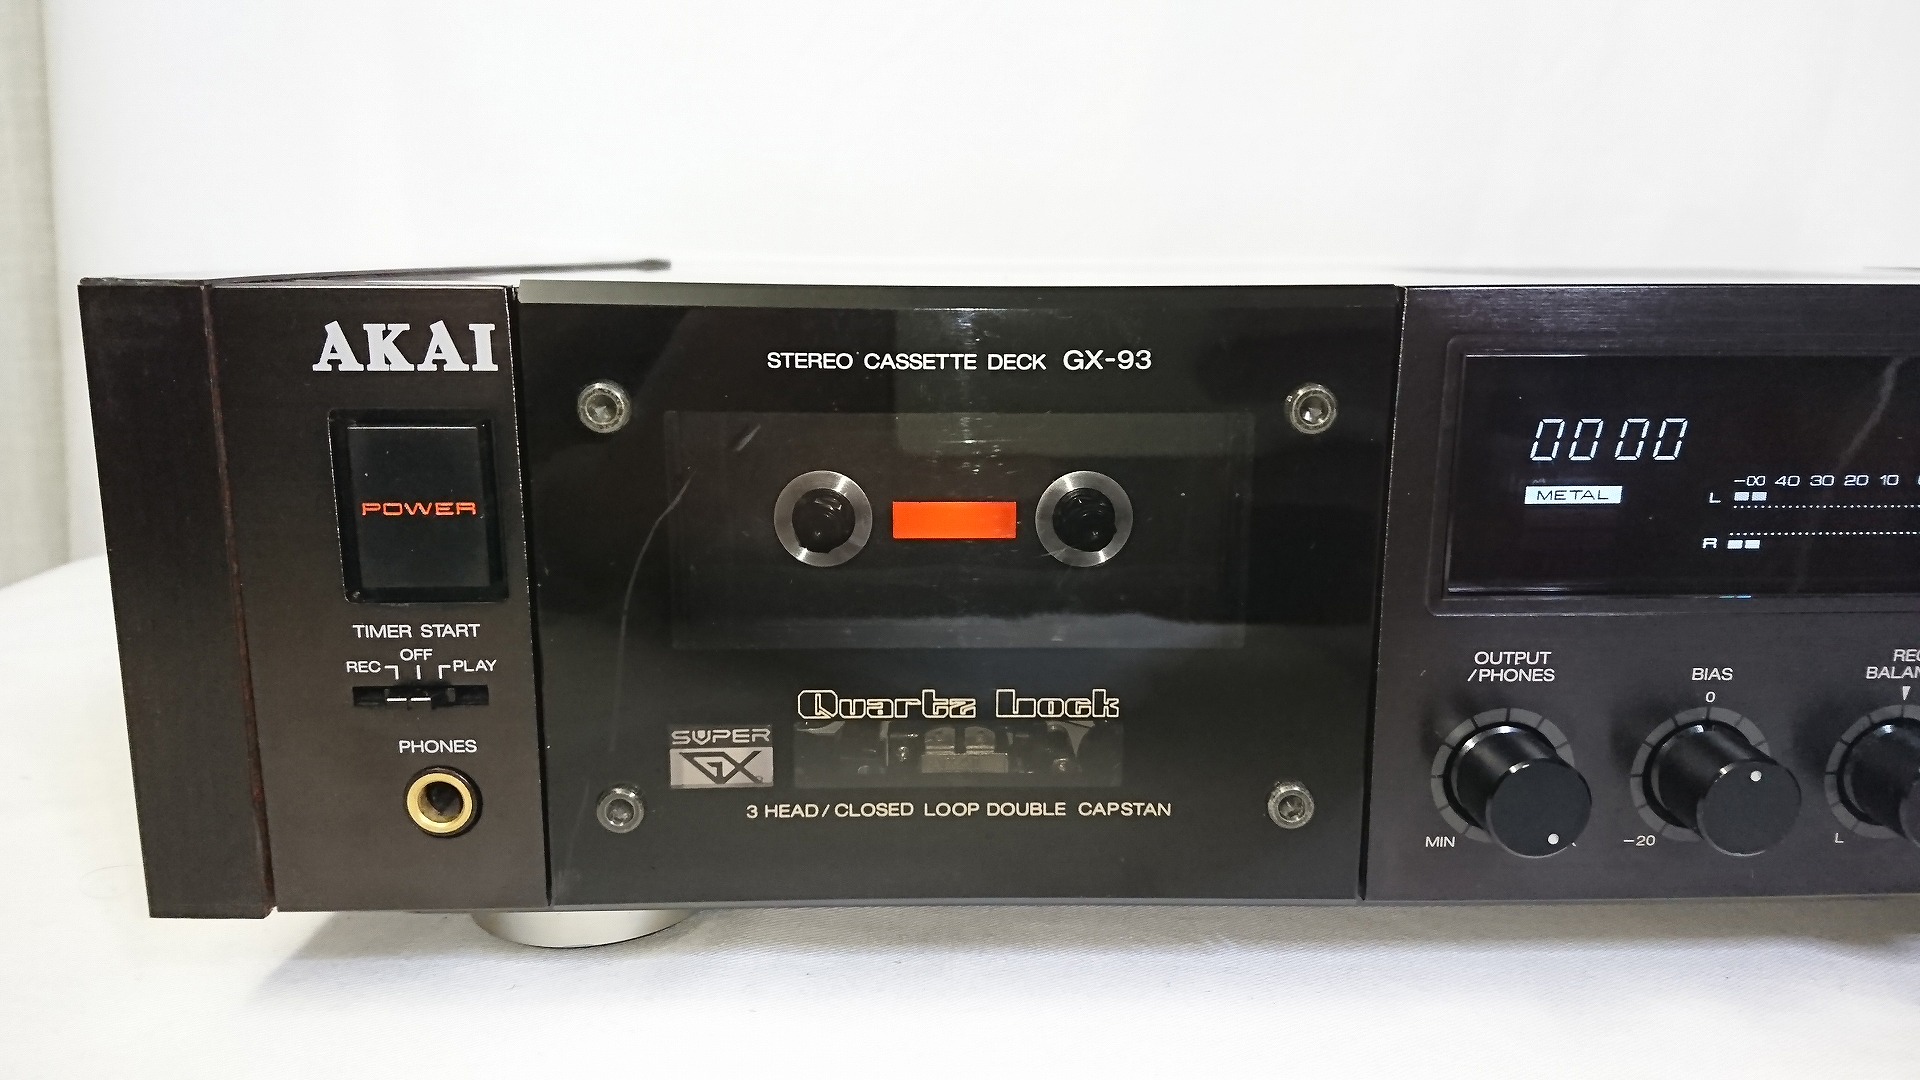 AKAI
POWER
TIMER START
OFF
REC PLAY
PHONES
STEREO CASSETTE DECK GX-93
Quartz Lock
SUPER
GX
3 HEAD/CLOSED LOOP DOUBLE CAPSTAN
0000
METAL
-∞ 40 30 20 10
L
R
OUTPUT
/PHONES
MIN
BIAS
0
-20
L